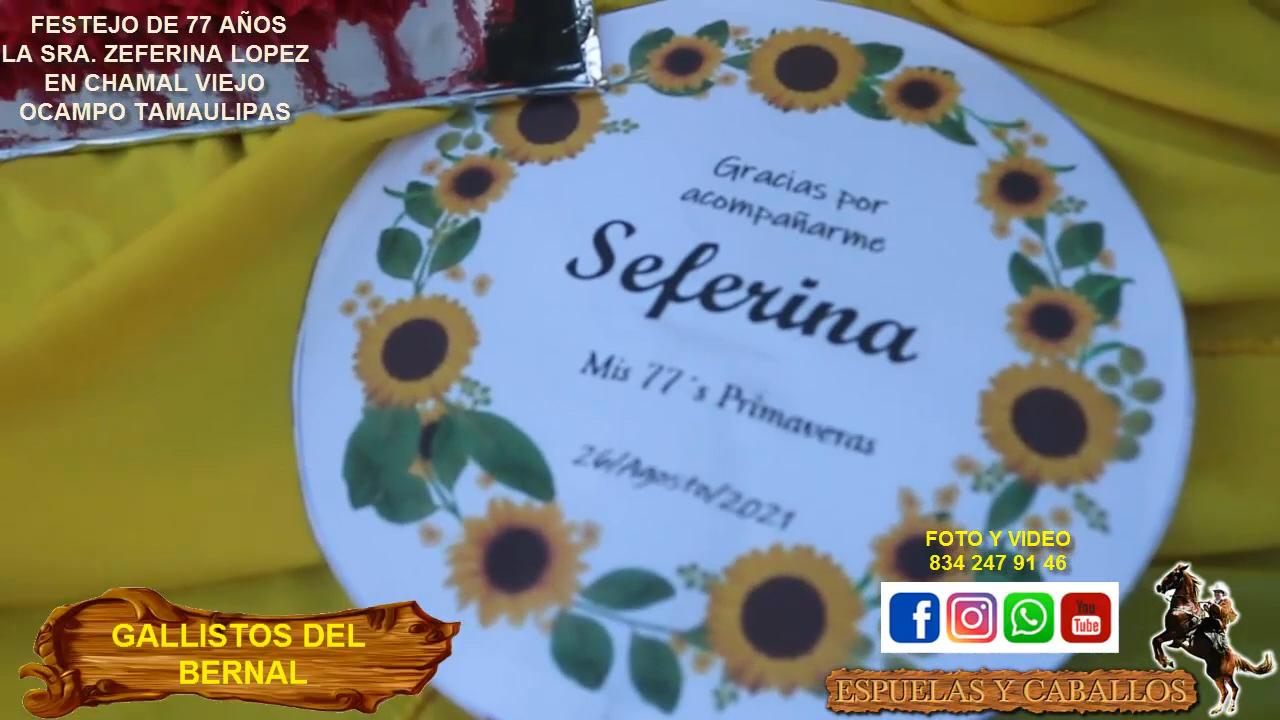 FESTEJO DE 77 AÑOS
LA SRA. ZEFERINA LOPEZ
EN CHAMAL VIEJO
OCAMPO TAMAULIPAS
Gracias por
acompañarme
Seferina
Mis 77´s Primaveras
26/Agosto/2021
FOTO Y VIDEO
834 247 91 46
You
Tube
GALLISTOS DEL
BERNAL
ESPUELAS Y CABALLOS